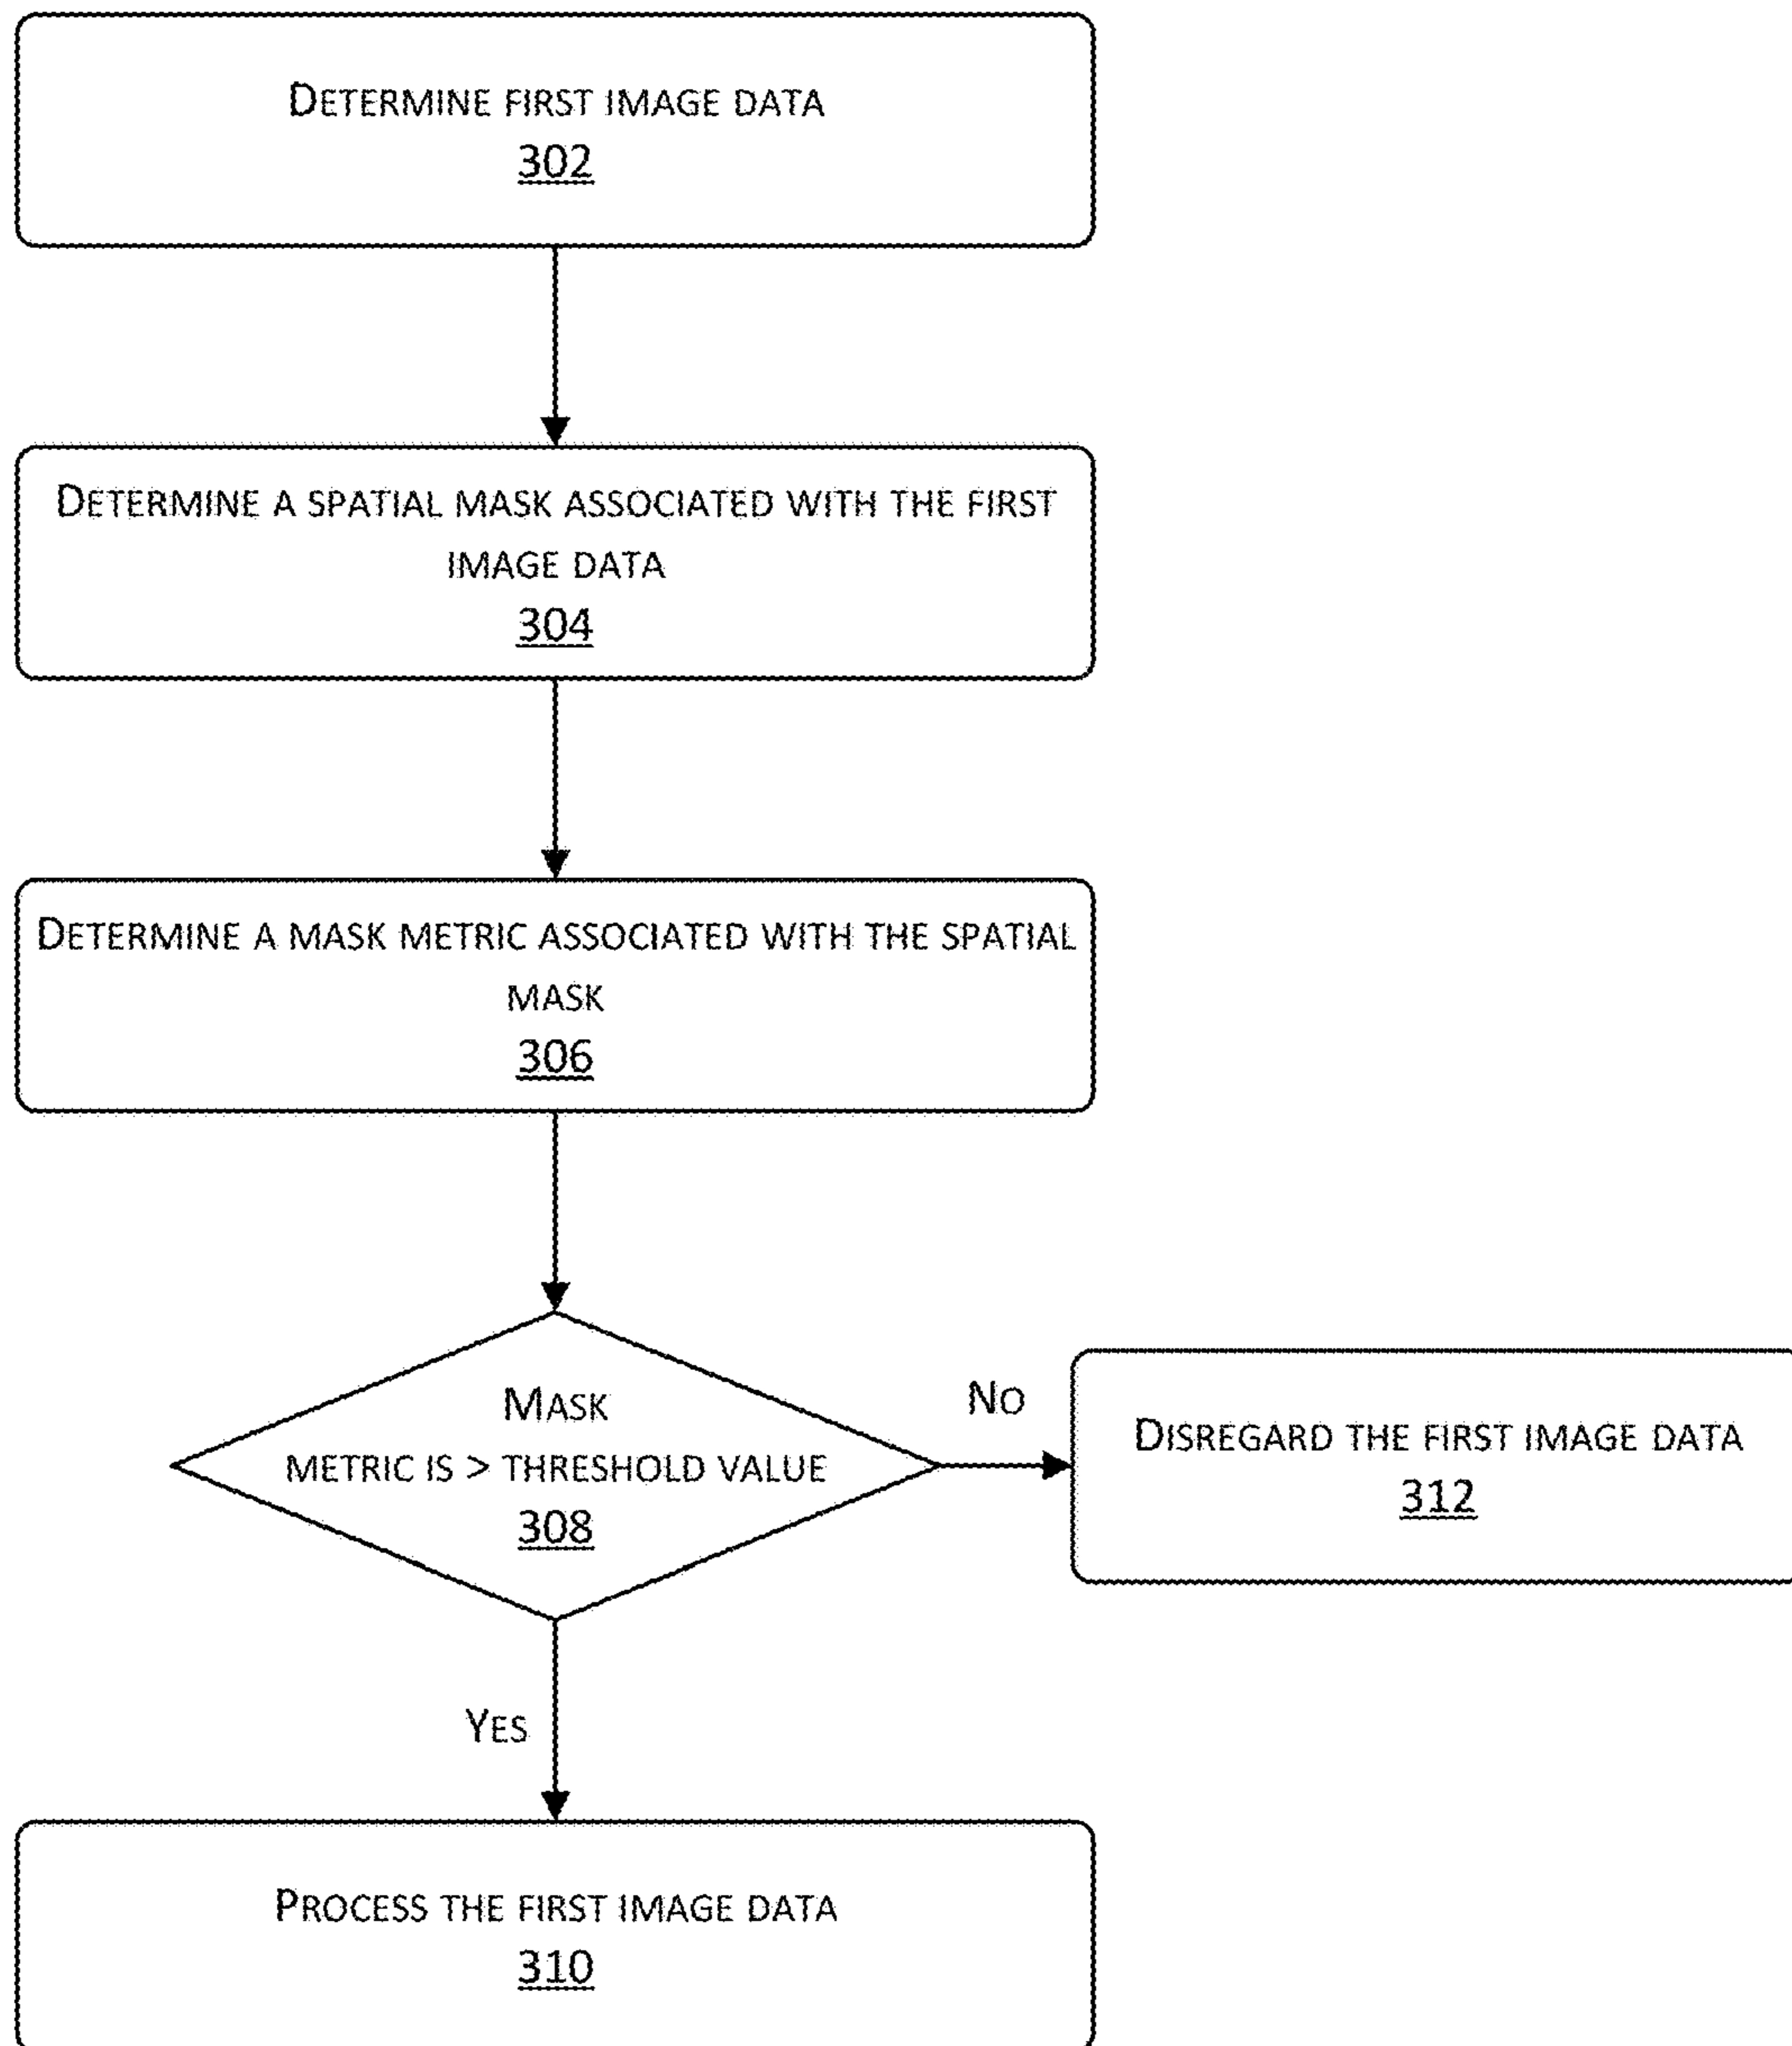 Determine first image data
302
Determine a spatial mask associated with the first
image data
304
Determine a mask metric associated with the spatial
mask
306
Mask
metric is > threshold value
308
No
Disregard the first image data
312
Yes
Process the first image data
310